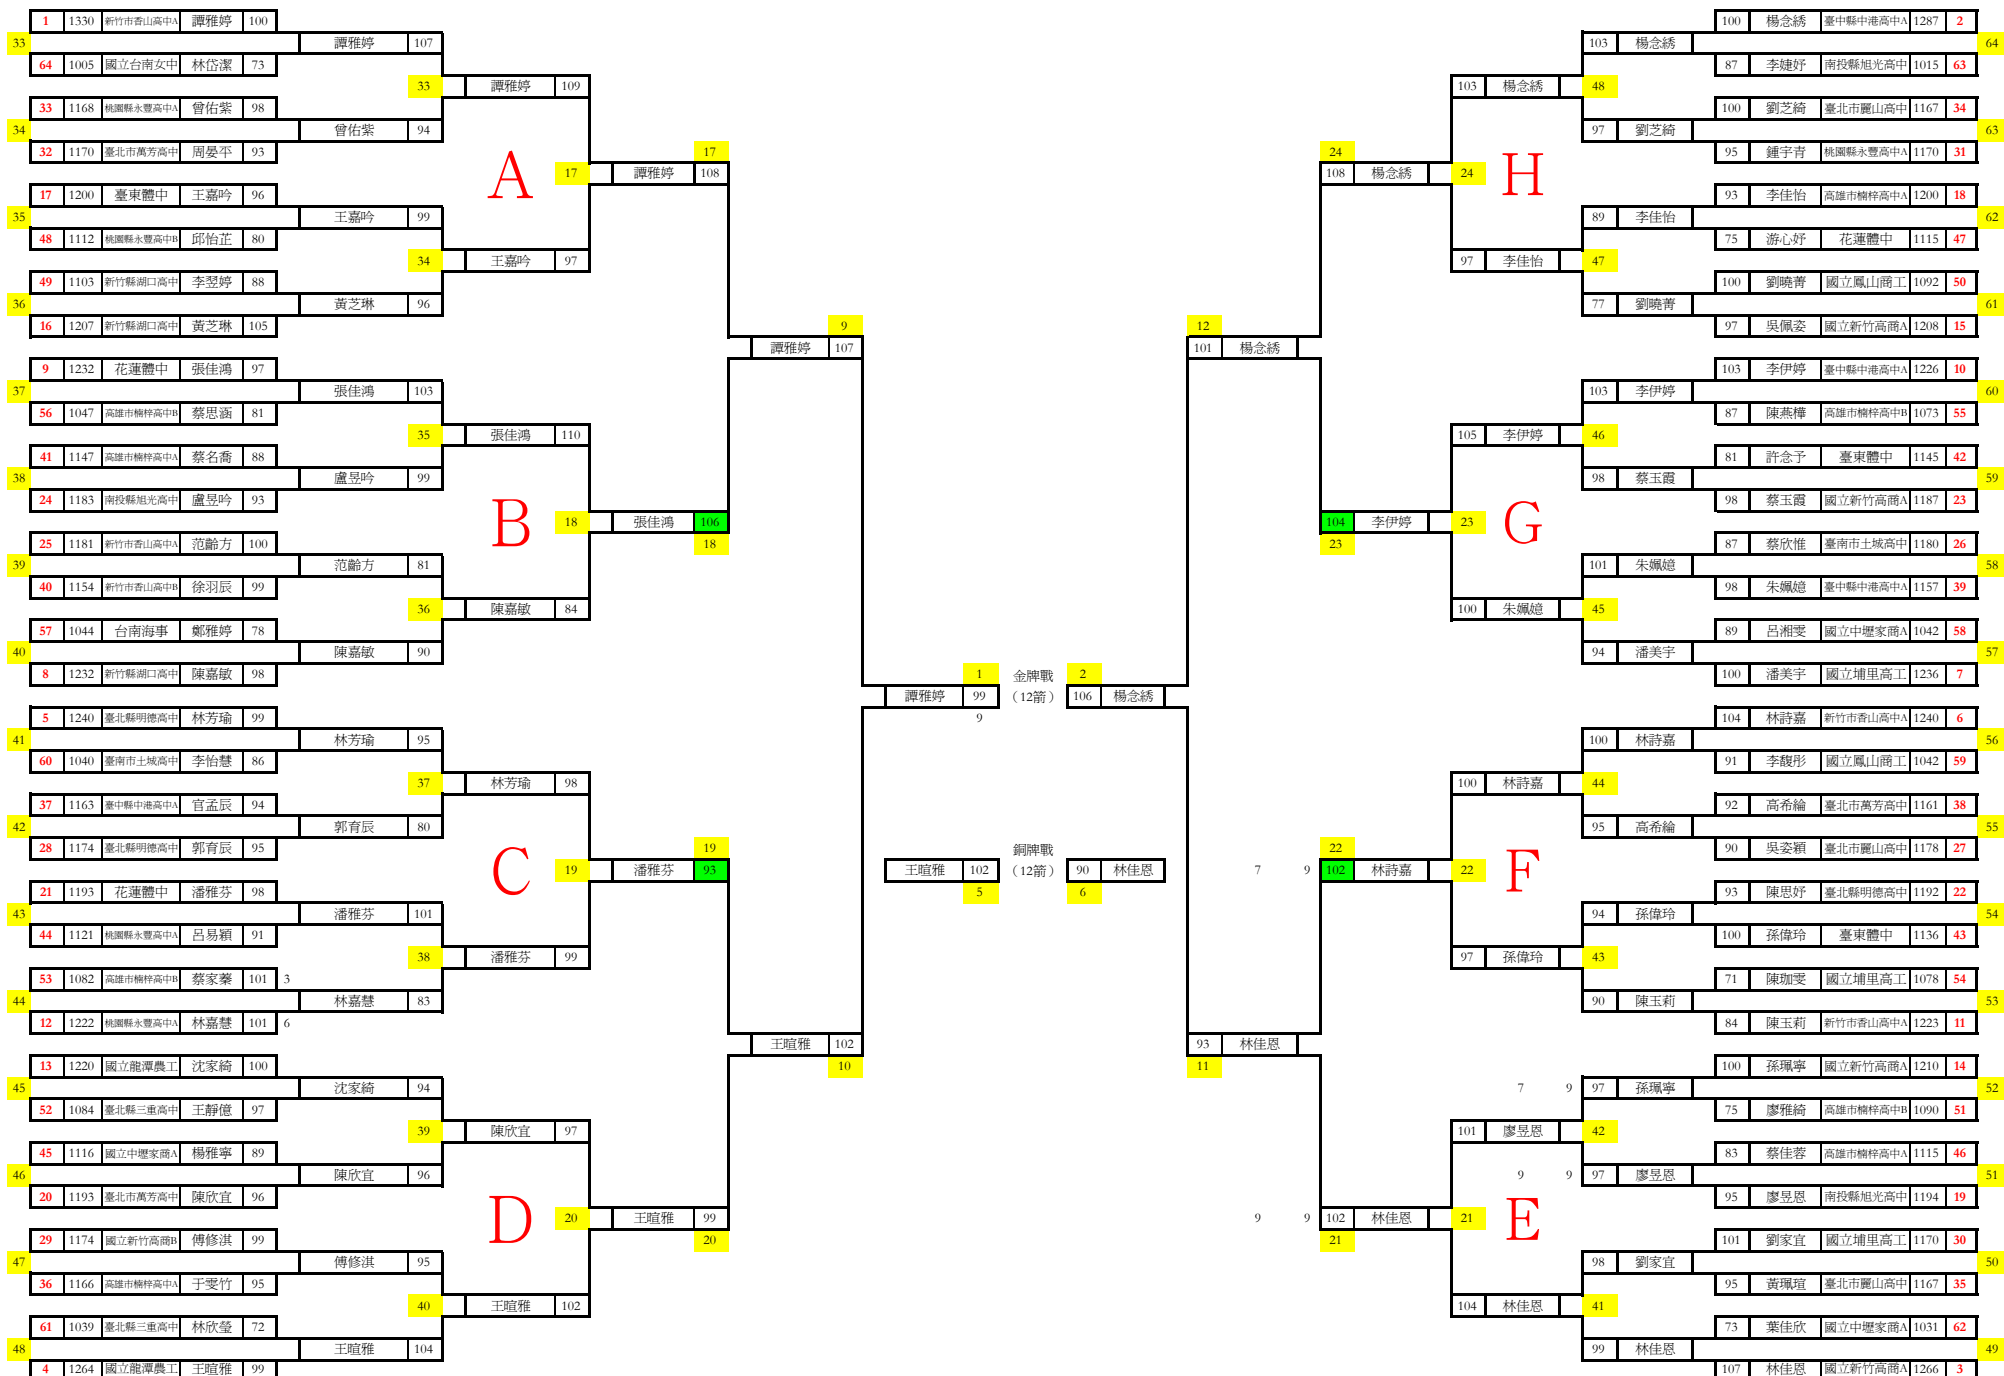 1 1330 新竹市香山高中A 譚雅婷 100
100 楊念綉 臺中縣中港高中A 1287 2
33 譚雅婷 107
103 楊念綉 64
64 1005 國立台南女中 林岱潔 73
87 李婕妤 南投縣旭光高中 1015 63
33 譚雅婷 109
103 楊念綉 48
33 1168 桃園縣永豐高中A 曾佑紫 98
100 劉芝綺 臺北市麗山高中 1167 34
34 曾佑紫 94
97 劉芝綺 63
32 1170 臺北市萬芳高中 周晏平 93
95 鍾宇青 桃園縣永豐高中A 1170 31
A
17
24
H
17 譚雅婷 108
108 楊念綉 24
17 1200 臺東體中 王嘉吟 96
93 李佳怡 高雄市楠梓高中A 1200 18
35 王嘉吟 99
89 李佳怡 62
48 1112 桃園縣永豐高中B 邱怡芷 80
75 游心妤 花蓮體中 1115 47
34 王嘉吟 97
97 李佳怡 47
49 1103 新竹縣湖口高中 李翌婷 88
100 劉曉菁 國立鳳山商工 1092 50
36 黃芝琳 96
77 劉曉菁 61
16 1207 新竹縣湖口高中 黃芝琳 105
9
12
97 吳佩姿 國立新竹高商A 1208 15
譚雅婷 107
101 楊念綉
9 1232 花蓮體中 張佳鴻 97
103 李伊婷 臺中縣中港高中A 1226 10
37 張佳鴻 103
103 李伊婷 60
56 1047 高雄市楠梓高中B 蔡思涵 81
87 陳燕樺 高雄市楠梓高中B 1073 55
35 張佳鴻 110
105 李伊婷 46
41 1147 高雄市楠梓高中A 蔡名喬 88
81 許念予 臺東體中 1145 42
38 盧昱吟 99
98 蔡玉霞 59
24 1183 南投縣旭光高中 盧昱吟 93
98 蔡玉霞 國立新竹高商A 1187 23
B
G
18 張佳鴻 106
104 李伊婷 23
25 1181 新竹市香山高中A 范齡方 100
18
23
87 蔡欣惟 臺南市土城高中 1180 26
39 范齡方 81
101 朱姵嬑 58
40 1154 新竹市香山高中B 徐羽辰 99
98 朱姵嬑 臺中縣中港高中A 1157 39
36 陳嘉敏 84
100 朱姵嬑 45
57 1044 台南海事 鄭雅婷 78
89 呂湘雯 國立中壢家商A 1042 58
40 陳嘉敏 90
94 潘美宇 57
8 1232 新竹縣湖口高中 陳嘉敏 98
1 金牌戰 2
100 潘美宇 國立埔里高工 1236 7
譚雅婷 99 （12箭） 106 楊念綉
5 1240 臺北縣明德高中 林芳瑜 99
9
104 林詩嘉 新竹市香山高中A 1240 6
41 林芳瑜 95
100 林詩嘉 56
60 1040 臺南市土城高中 李怡慧 86
91 李馥彤 國立鳳山商工 1042 59
37 林芳瑜 98
100 林詩嘉 44
37 1163 臺中縣中港高中A 官孟辰 94
92 高希綸 臺北市萬芳高中 1161 38
42 郭育辰 80
95 高希綸 55
28 1174 臺北縣明德高中 郭育辰 95
19
銅牌戰
22
90 吳姿穎 臺北市麗山高中 1178 27
C
F
19 潘雅芬 93
王暄雅 102 （12箭） 90 林佳恩
7 9 102 林詩嘉 22
21 1193 花蓮體中 潘雅芬 98
5
6
93 陳思妤 臺北縣明德高中 1192 22
43 潘雅芬 101
94 孫偉玲 54
44 1121 桃園縣永豐高中A 呂易穎 91
100 孫偉玲 臺東體中 1136 43
38 潘雅芬 99
97 孫偉玲 43
53 1082 高雄市楠梓高中B 蔡家蓁 101 3
71 陳珈雯 國立埔里高工 1078 54
44 林嘉慧 83
90 陳玉莉 53
12 1222 桃園縣永豐高中A 林嘉慧 101 6
84 陳玉莉 新竹市香山高中A 1223 11
王暄雅 102
93 林佳恩
13 1220 國立龍潭農工 沈家綺 100
10
11
100 孫珮寧 國立新竹高商A 1210 14
45 沈家綺 94
7 9 97 孫珮寧 52
52 1084 臺北縣三重高中 王靜億 97
75 廖雅綺 高雄市楠梓高中B 1090 51
39 陳欣宜 97
101 廖昱恩 42
45 1116 國立中壢家商A 楊雅寧 89
83 蔡佳蓉 高雄市楠梓高中A 1115 46
46 陳欣宜 96
9 9 97 廖昱恩 51
20 1193 臺北市萬芳高中 陳欣宜 96
95 廖昱恩 南投縣旭光高中 1194 19
D
E
20 王暄雅 99
9 9 102 林佳恩 21
29 1174 國立新竹高商B 傅修淇 99
20
21
101 劉家宜 國立埔里高工 1170 30
47 傅修淇 95
98 劉家宜 50
36 1166 高雄市楠梓高中A 于雯竹 95
95 黃珮瑄 臺北市麗山高中 1167 35
40 王暄雅 102
104 林佳恩 41
61 1039 臺北縣三重高中 林欣瑩 72
73 葉佳欣 國立中壢家商A 1031 62
48 王暄雅 104
99 林佳恩 49
4 1264 國立龍潭農工 王暄雅 99
107 林佳恩 國立新竹高商A 1266 3